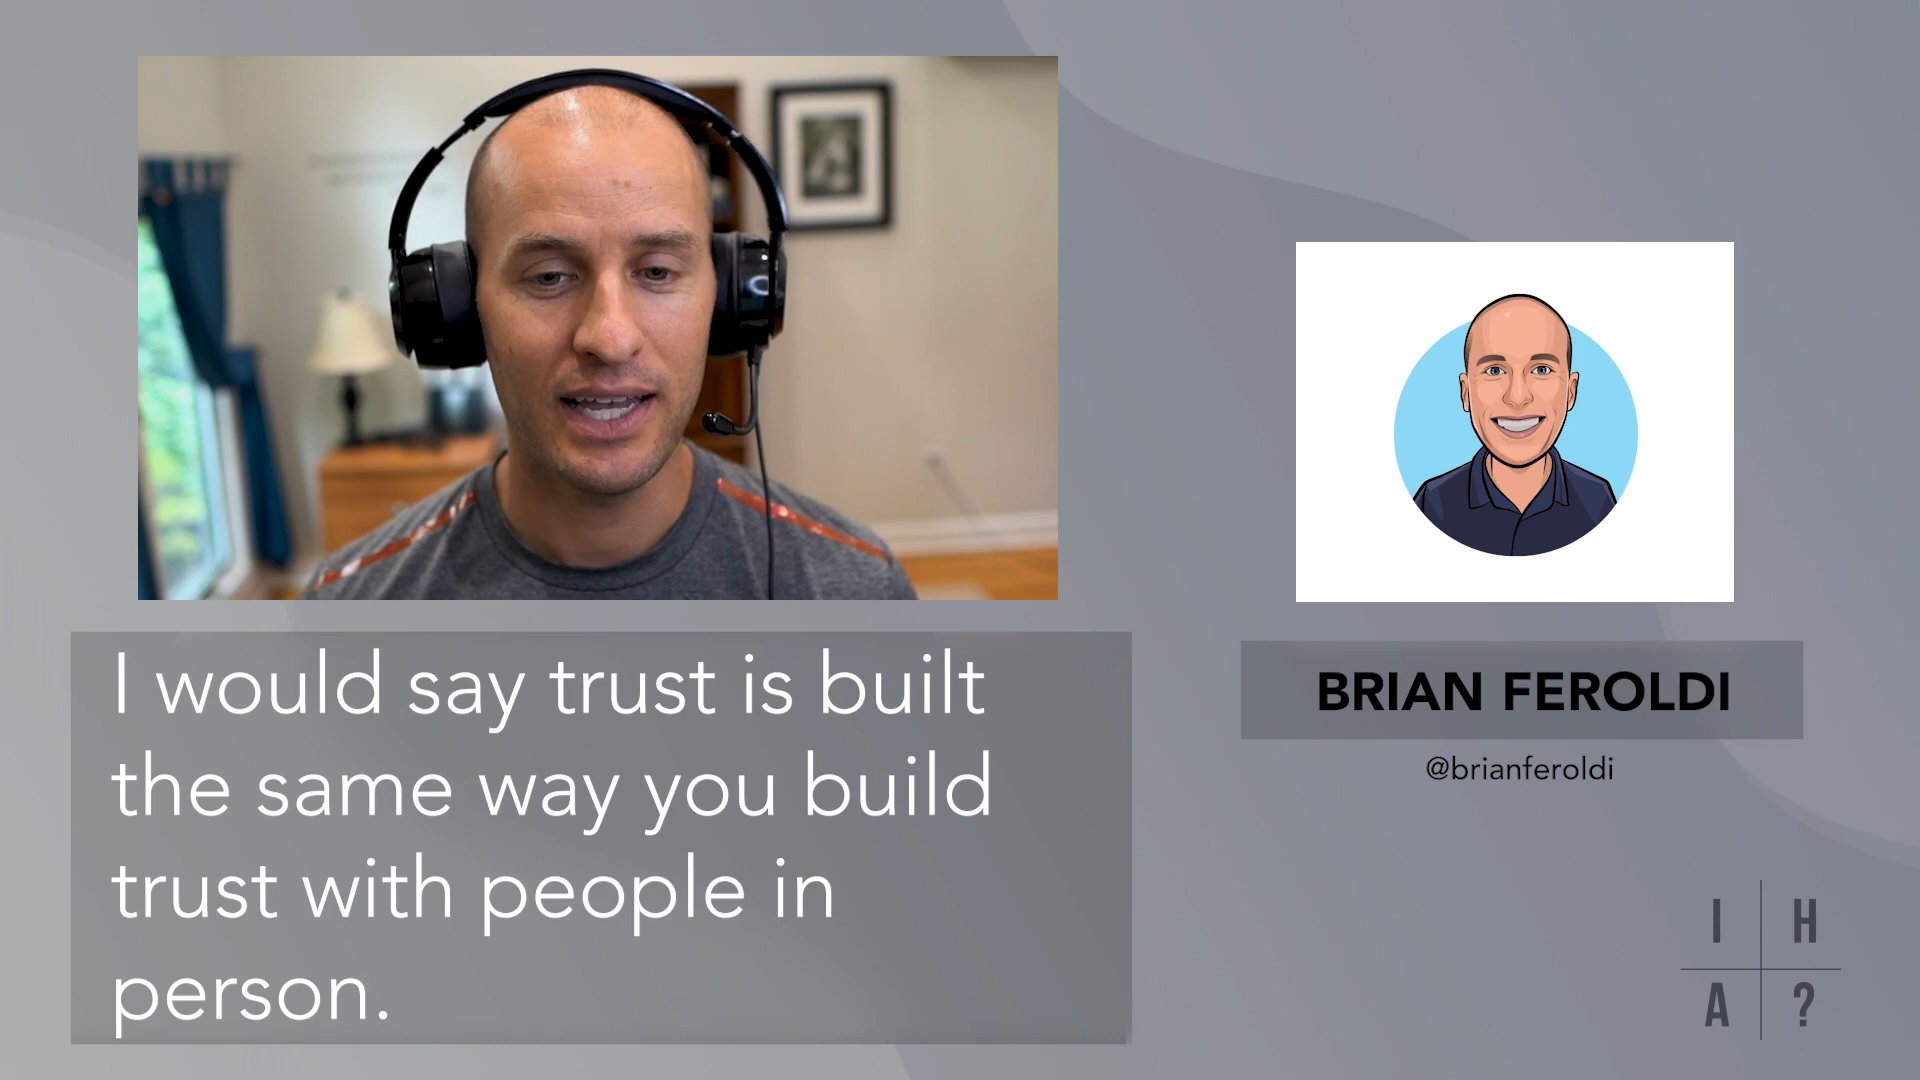 I would say trust is built
the same way you build
trust with people in
person.
BRIAN FEROLDI
@brianferoldi
I H
A ?